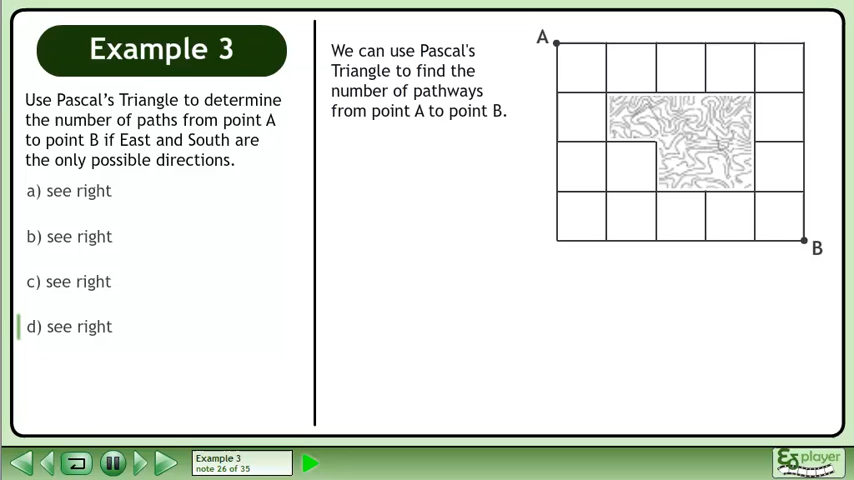 Example 3
Use Pascal's Triangle to determine
the number of paths from point A
to point B if East and South are
the only possible directions.
a) see right
b) see right
c) see right
d) see right
We can use Pascal's
Triangle to find the
number of pathways
from point A to point B.
A
B
Example 3
note 26 of 35
player